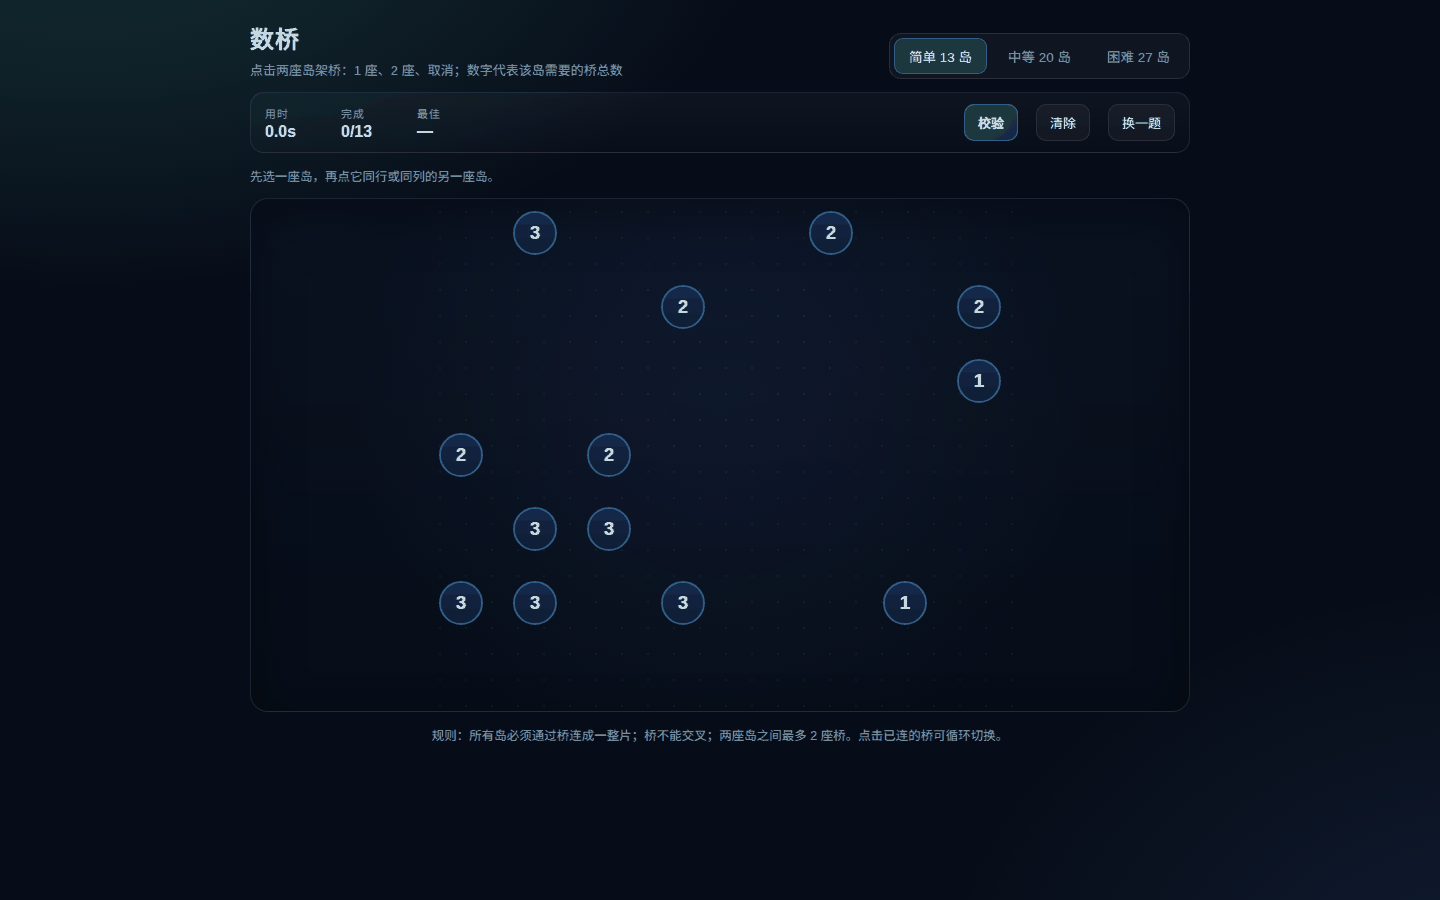 数桥
点击两座岛架桥：1 座、2 座、取消；数字代表该岛需要的桥总数
简单 13 岛
中等 20 岛
困难 27 岛
用时
完成
最佳
0.0s
0/13
—
校验
清除
换一题
先选一座岛，再点它同行或同列的另一座岛。
3 2
2 2
1
2 2
3 3
3 3 3 1
规则：所有岛必须通过桥连成一整片；桥不能交叉；两座岛之间最多 2 座桥。点击已连的桥可循环切换。